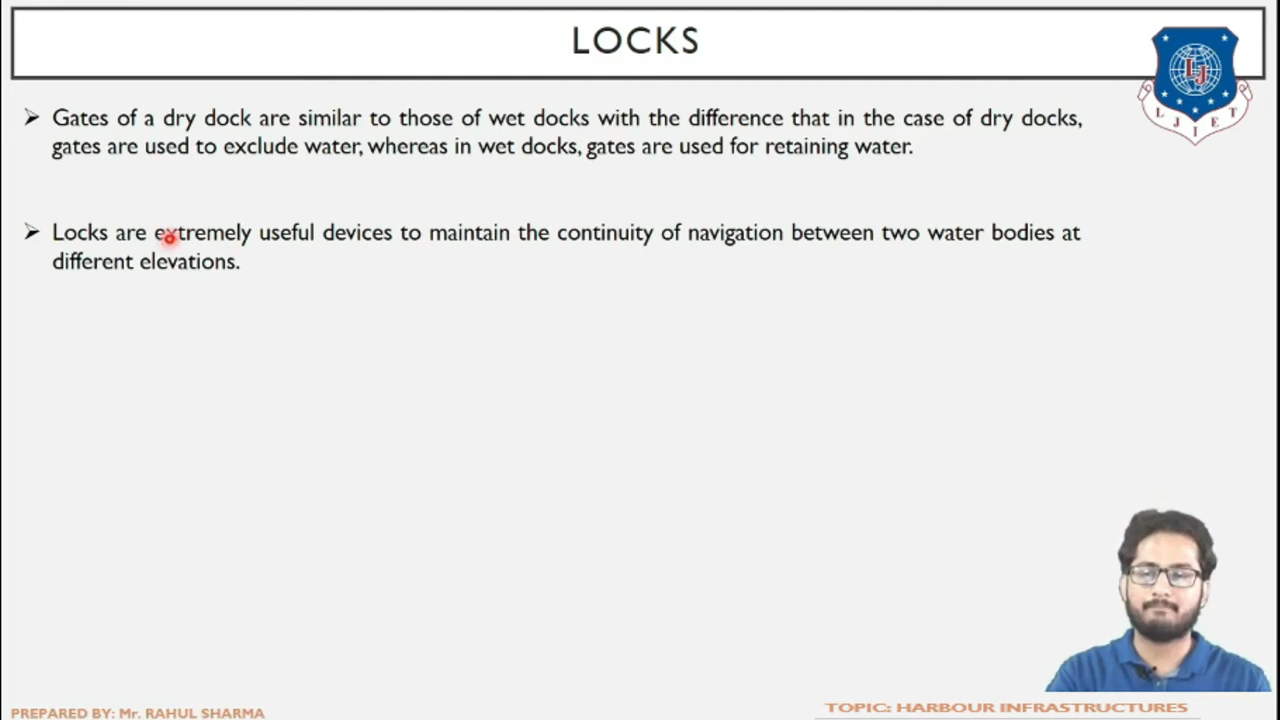 LOCKS
LJIET
➢ Gates of a dry dock are similar to those of wet docks with the difference that in the case of dry docks,
gates are used to exclude water, whereas in wet docks, gates are used for retaining water.
➢ Locks are extremely useful devices to maintain the continuity of navigation between two water bodies at
different elevations.
PREPARED BY: Mr. RAHUL SHARMA
TOPIC: HARBOUR INFRASTRUCTURES